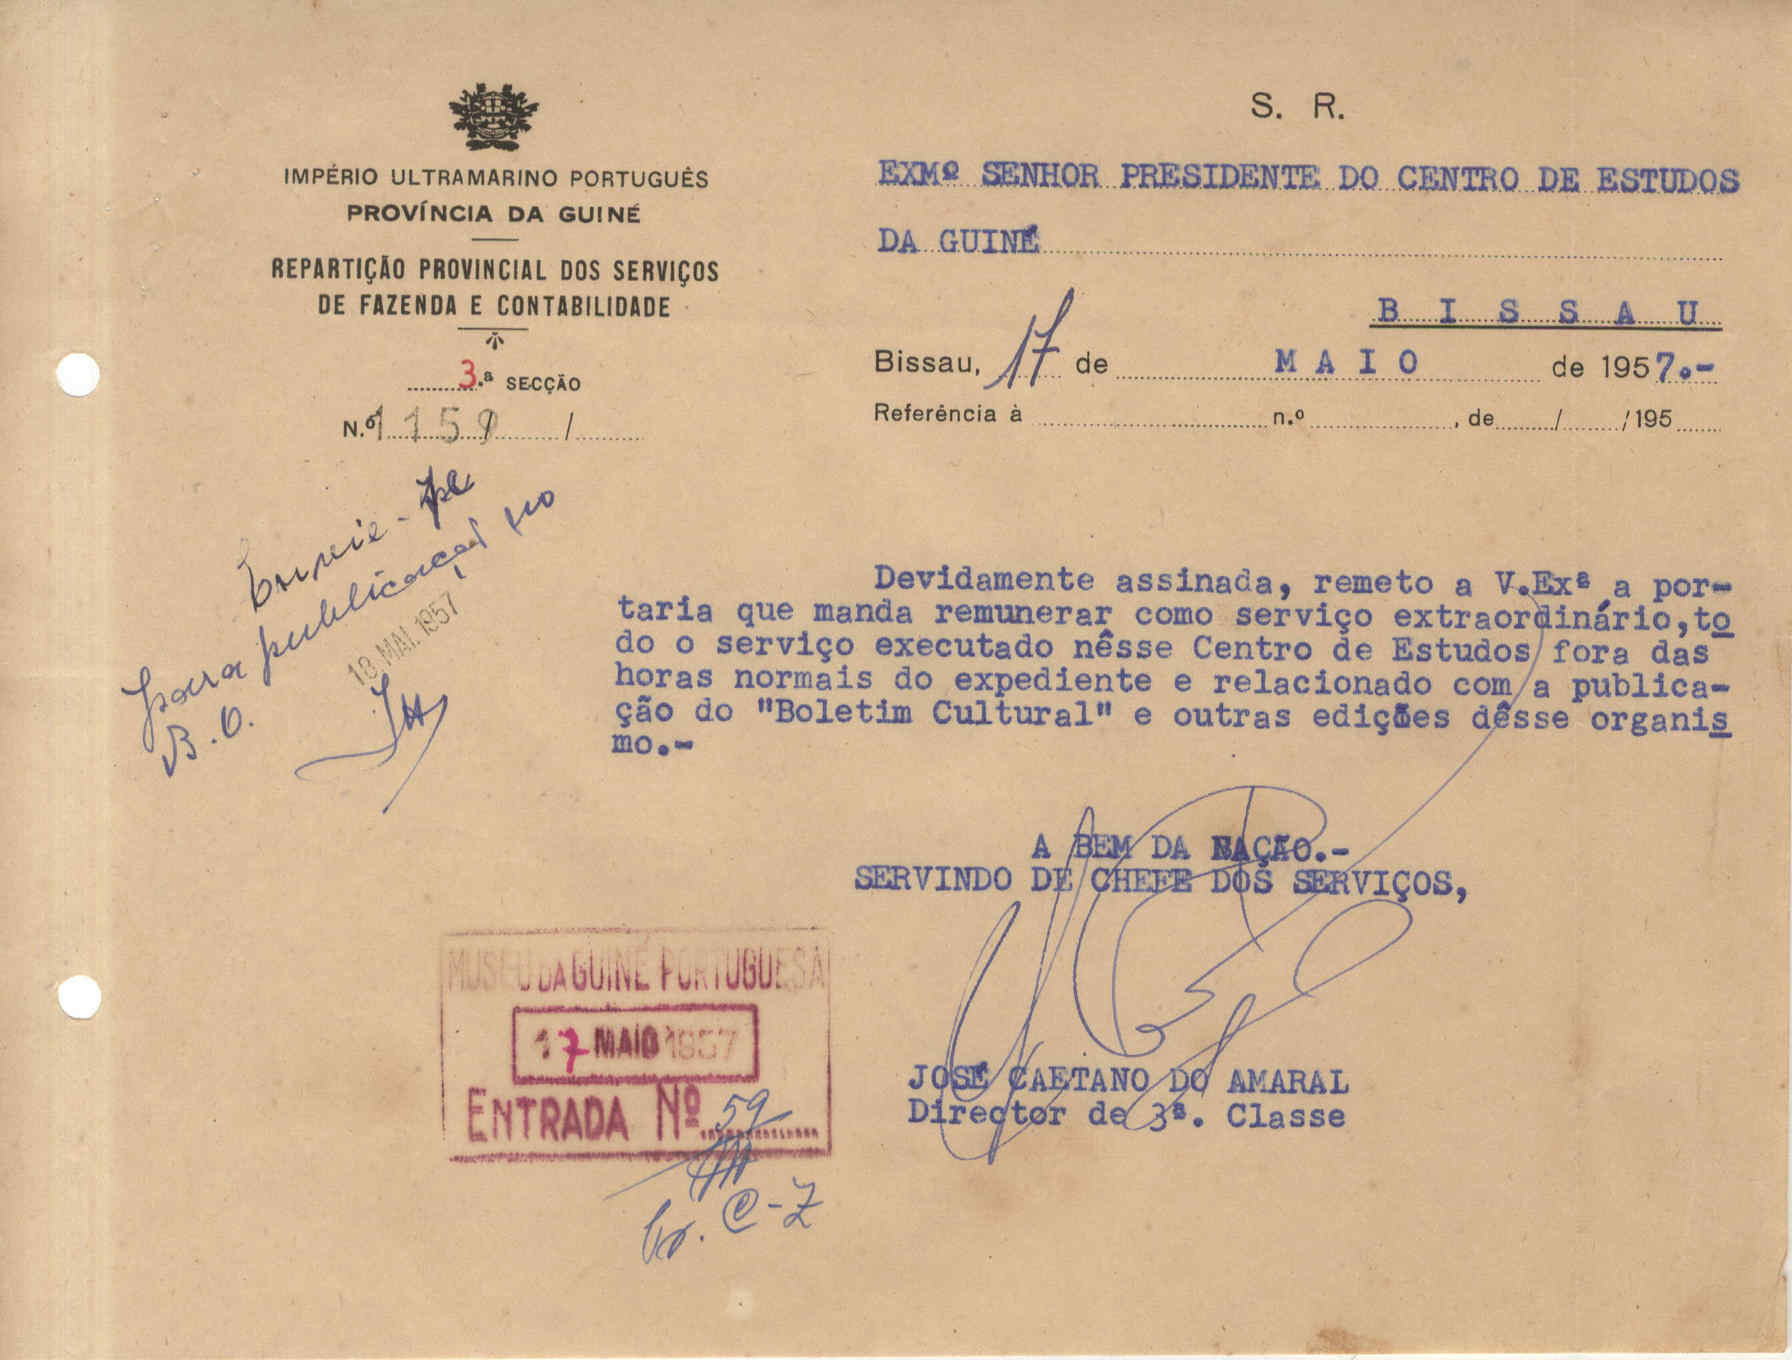 IMPÉRIO ULTRAMARINO PORTUGUÊS
PROVÍNCIA DA GUINÉ
REPARTIÇÃO PROVINCIAL DOS SERVIÇOS
DE FAZENDA E CONTABILIDADE
3.ª SECÇÃO
N.º 1159/ /
S. R.
EXMº SENHOR PRESIDENTE DO CENTRO DE ESTUDOS
DA GUINÉ
B I S S A U
Bissau, 17 de M A I O de 1957.-
Referência à n.º , de / /195
Envie-se
para publicação no
B. O.
18 MAI. 1957
Devidamente assinada, remeto a V.Exª a por-
taria que manda remunerar como serviço extraordinário,to
do o serviço executado nêsse Centro de Estudos fora das
horas normais do expediente e relacionado com a publica-
ção do "Boletim Cultural" e outras edições dêsse organis
mo.-
A BEM DA NAÇÃO.-
SERVINDO DE CHEFE DOS SERVIÇOS,
JOSÉ CAETANO DO AMARAL
Director de 3ª. Classe
MUSEU DA GUINÉ PORTUGUESA
17 MAIO 1957
ENTRADA Nº 59
C-7